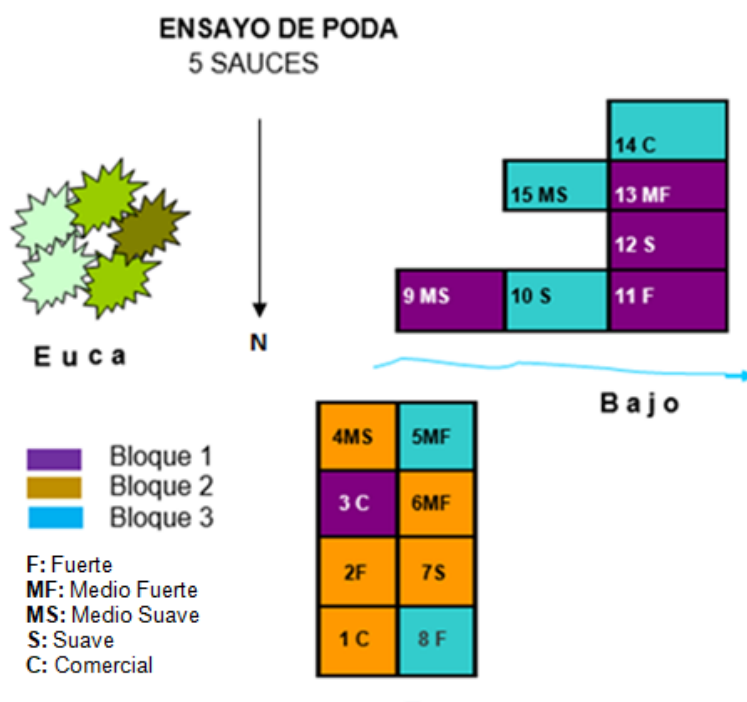 ENSAYO DE PODA
5 SAUCES
14 C
15 MS
13 MF
12 S
9 MS
10 S
11 F
Euca
N
Bajo
4MS
5MF
3 C
6MF
2F
7S
1 C
8 F
Bloque 1
Bloque 2
Bloque 3
F: Fuerte
MF: Medio Fuerte
MS: Medio Suave
S: Suave
C: Comercial